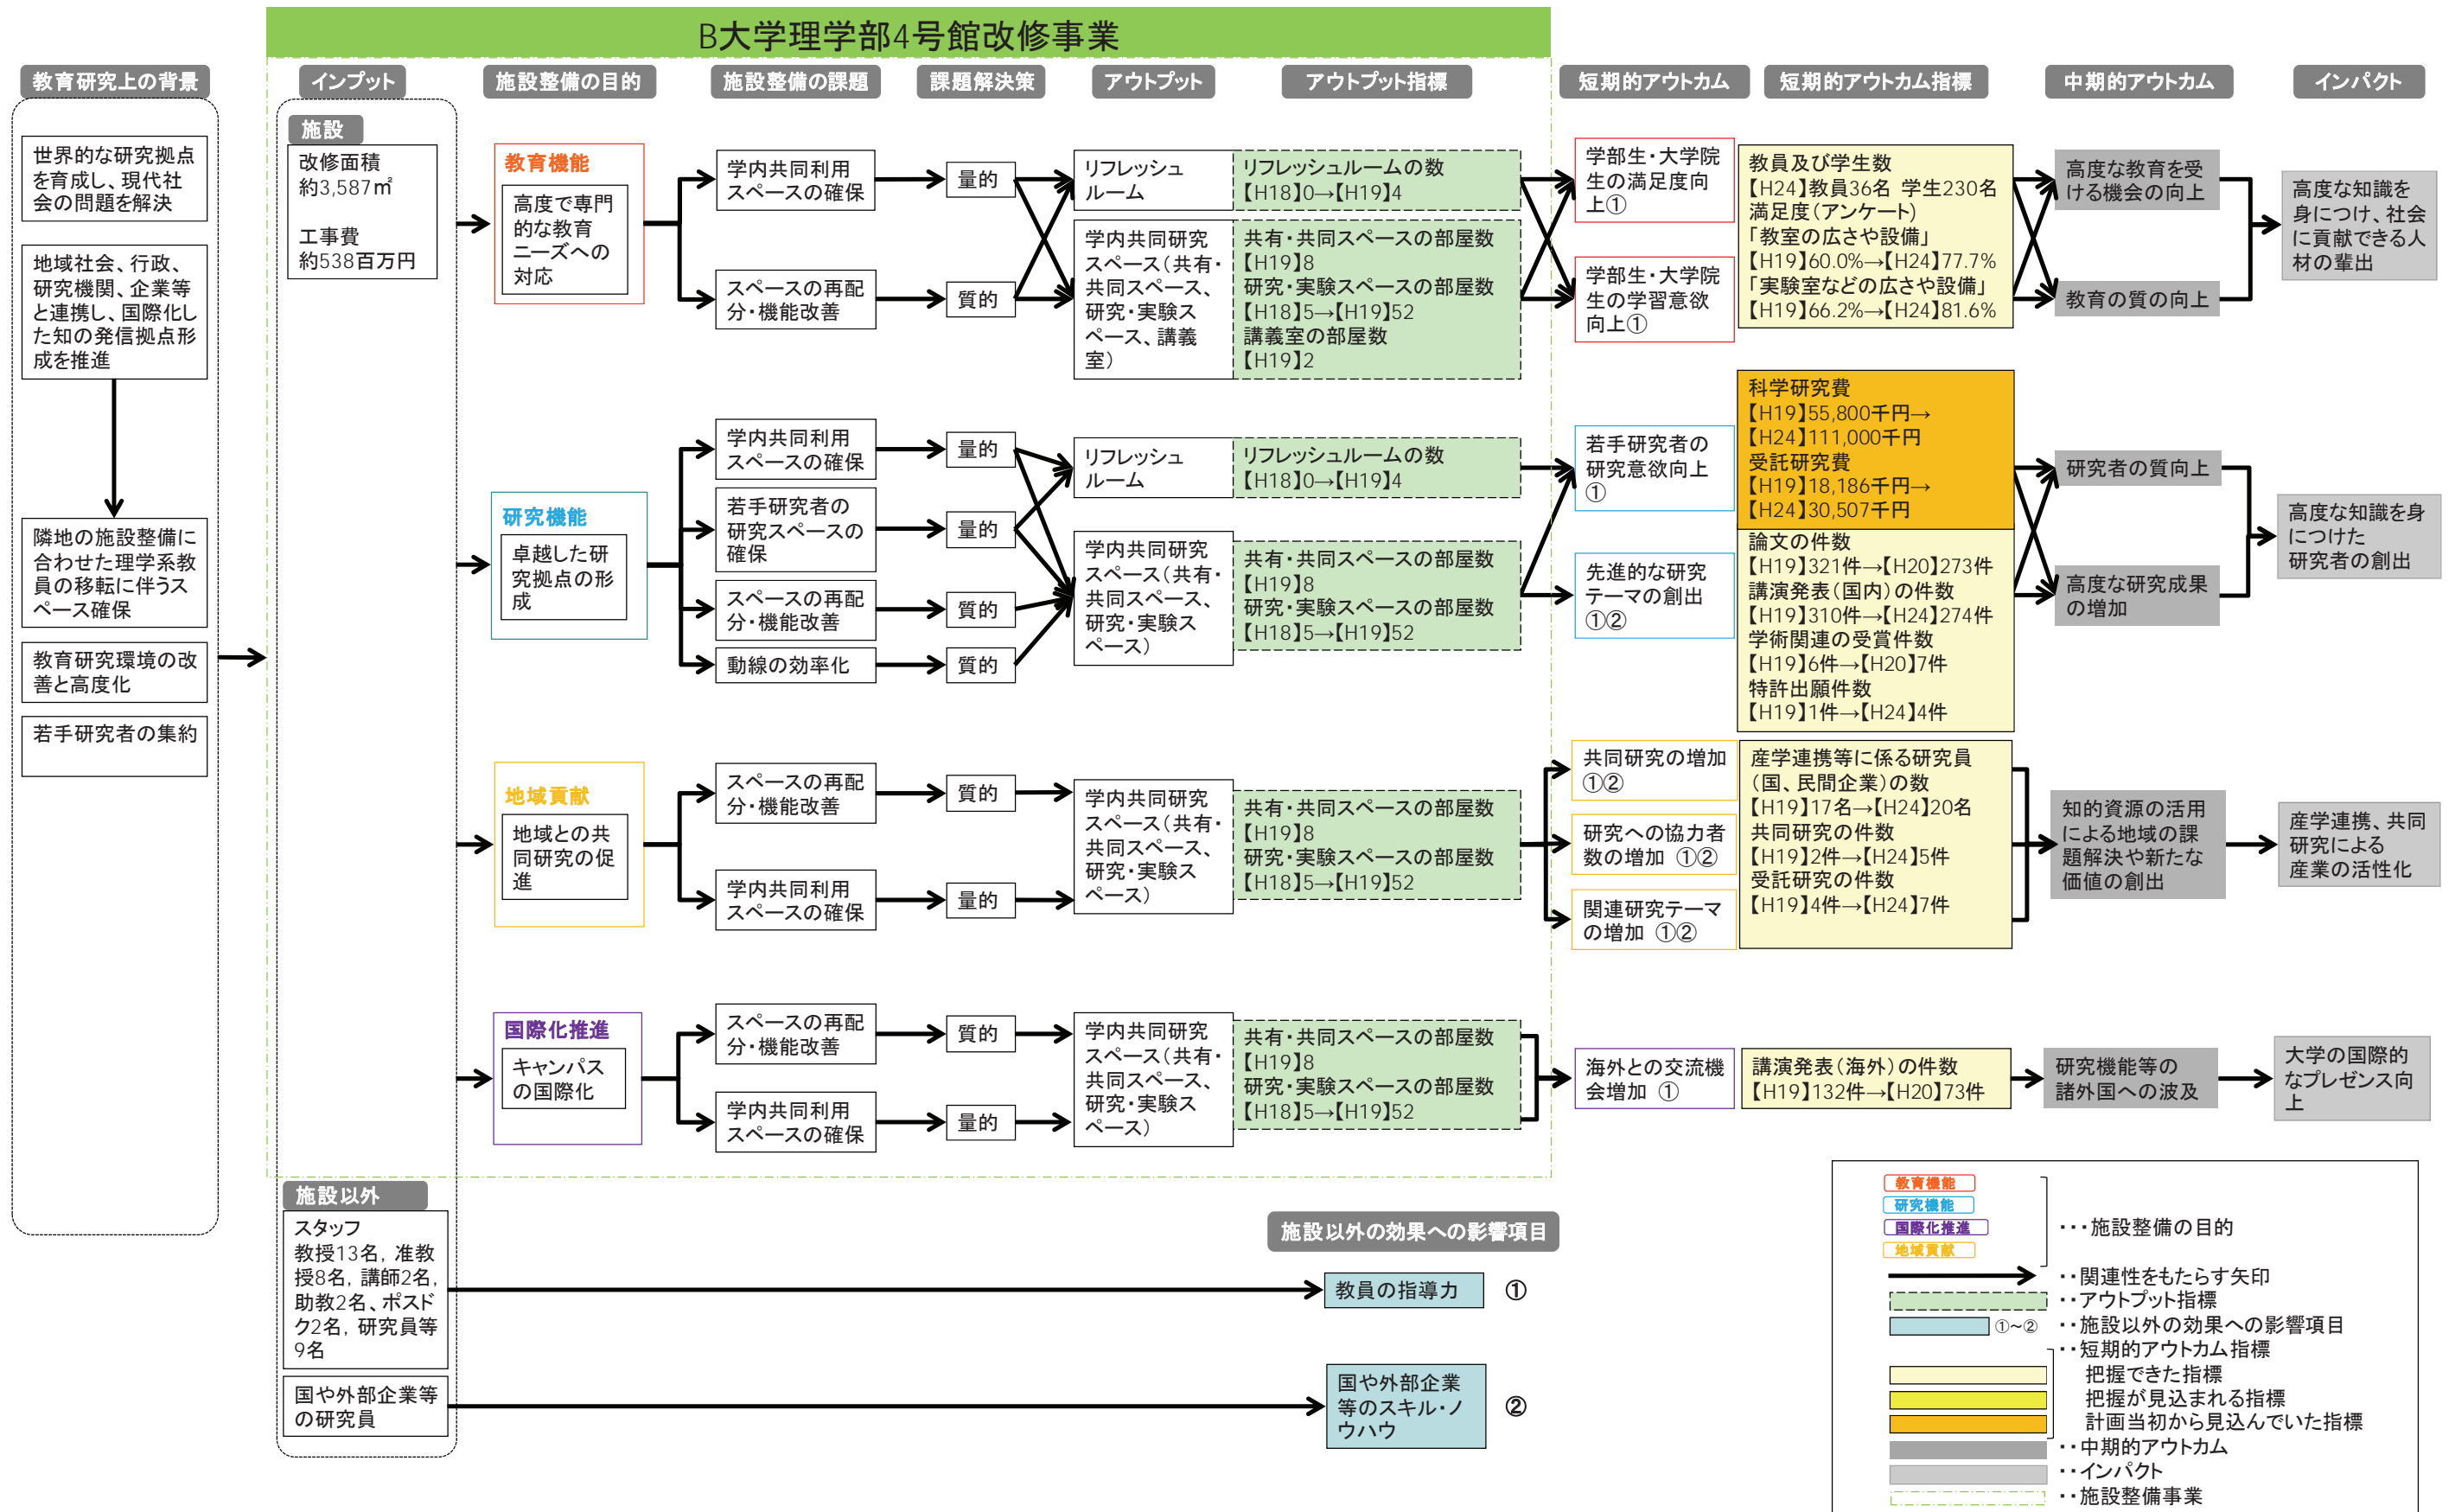 B大学理学部4号館改修事業
教育研究上の背景
インプット
施設整備の目的
施設整備の課題
課題解決策
アウトプット
アウトプット指標
短期的アウトカム
短期的アウトカム指標
中期的アウトカム
インパクト
世界的な研究拠点
を育成し、現代社
会の問題を解決
地域社会、行政、
研究機関、企業等
と連携し、国際化し
た知の発信拠点形
成を推進
隣地の施設整備に
合わせた理学系教
員の移転に伴うス
ペース確保
教育研究環境の改
善と高度化
若手研究者の集約
施設
改修面積
約3,587㎡
工事費
約538百万円
教育機能
高度で専門
的な教育
ニーズへの
対応
学内共同利用
スペースの確保
スペースの再配
分・機能改善
量的
質的
リフレッシュ
ルーム
学内共同研究
スペース(共有・
共同スペース、
研究・実験ス
ペース、講義
室)
リフレッシュルームの数
【H18】0→【H19】4
共有・共同スペースの部屋数
【H19】8
研究・実験スペースの部屋数
【H18】5→【H19】52
講義室の部屋数
【H19】2
学部生・大学院
生の満足度向
上①
学部生・大学院
生の学習意欲
向上①
教員及び学生数
【H24】教員36名 学生230名
満足度(アンケート)
「教室の広さや設備」
【H19】60.0%→【H24】77.7%
「実験室などの広さや設備」
【H19】66.2%→【H24】81.6%
高度な教育を受
ける機会の向上
教育の質の向上
高度な知識を
身につけ、社会
に貢献できる人
材の輩出
研究機能
卓越した研
究拠点の形
成
学内共同利用
スペースの確保
若手研究者の
研究スペースの
確保
スペースの再配
分・機能改善
動線の効率化
量的
量的
質的
質的
リフレッシュ
ルーム
学内共同研究
スペース(共有・
共同スペース、
研究・実験ス
ペース)
リフレッシュルームの数
【H18】0→【H19】4
共有・共同スペースの部屋数
【H19】8
研究・実験スペースの部屋数
【H18】5→【H19】52
若手研究者の
研究意欲向上
①
先進的な研究
テーマの創出
①②
科学研究費
【H19】55,800千円→
【H24】111,000千円
受託研究費
【H19】18,186千円→
【H24】30,507千円
論文の件数
【H19】321件→【H20】273件
講演発表(国内)の件数
【H19】310件→【H24】274件
学術関連の受賞件数
【H19】6件→【H20】7件
特許出願件数
【H19】1件→【H24】4件
研究者の質向上
高度な研究成果
の増加
高度な知識を身
につけた
研究者の創出
地域貢献
地域との共
同研究の促
進
スペースの再配
分・機能改善
学内共同利用
スペースの確保
質的
量的
学内共同研究
スペース(共有・
共同スペース、
研究・実験ス
ペース)
共有・共同スペースの部屋数
【H19】8
研究・実験スペースの部屋数
【H18】5→【H19】52
共同研究の増加
①②
研究への協力者
数の増加 ①②
関連研究テーマ
の増加 ①②
産学連携等に係る研究員
(国、民間企業)の数
【H19】17名→【H24】20名
共同研究の件数
【H19】2件→【H24】5件
受託研究の件数
【H19】4件→【H24】7件
知的資源の活用
による地域の課
題解決や新たな
価値の創出
産学連携、共同
研究による
産業の活性化
国際化推進
キャンパス
の国際化
スペースの再配
分・機能改善
学内共同利用
スペースの確保
質的
量的
学内共同研究
スペース(共有・
共同スペース、
研究・実験ス
ペース)
共有・共同スペースの部屋数
【H19】8
研究・実験スペースの部屋数
【H18】5→【H19】52
海外との交流機
会増加 ①
講演発表(海外)の件数
【H19】132件→【H20】73件
研究機能等の
諸外国への波及
大学の国際的
なプレゼンス向
上
施設以外
スタッフ
教授13名, 准教
授8名, 講師2名,
助教2名、ポスド
ク2名, 研究員等
9名
国や外部企業等
の研究員
施設以外の効果への影響項目
教員の指導力 ①
国や外部企業
等のスキル・ノ
ウハウ
②
教育機能
研究機能
国際化推進
地域貢献
・・・施設整備の目的
・・関連性をもたらす矢印
・・アウトプット指標
①~② ・・施設以外の効果への影響項目
・・短期的アウトカム指標
把握できた指標
把握が見込まれる指標
計画当初から見込んでいた指標
・・中期的アウトカム
・・インパクト
・・施設整備事業